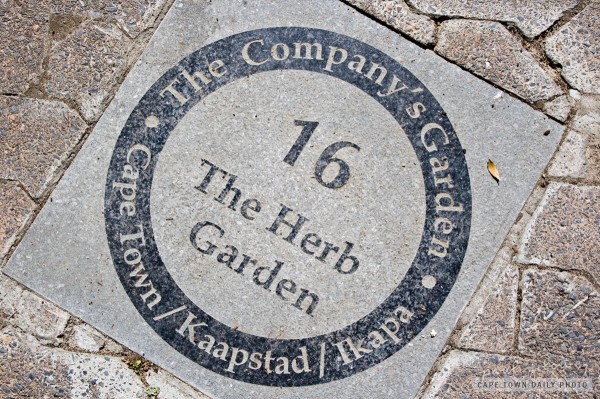 The Company's Garden
16
The Herb
Garden
Cape Town/Kaapstad/Ikapa
CAPE TOWN DAILY PHOTO